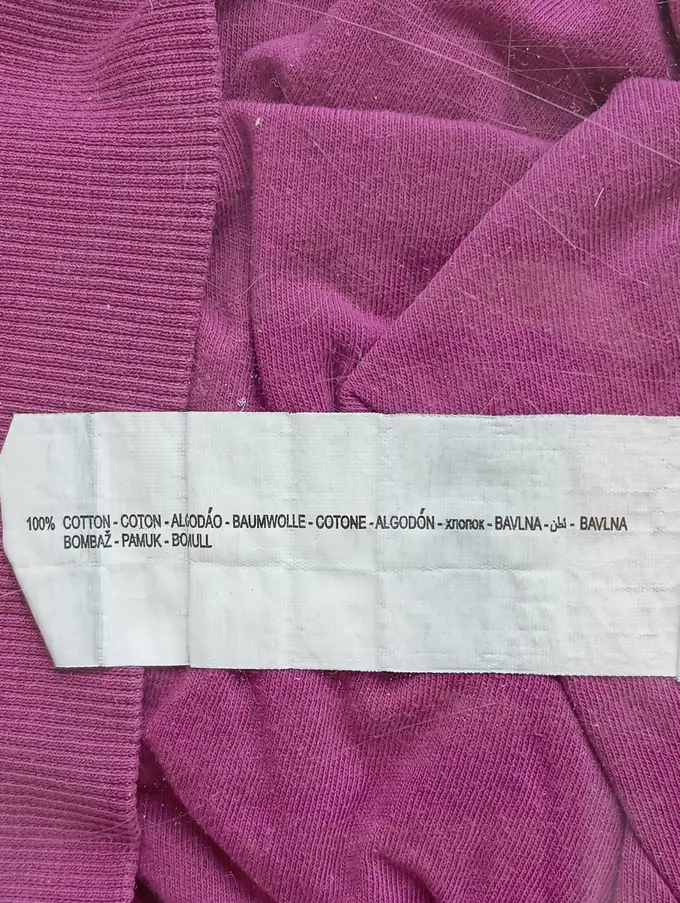 100% COTTON - COTON - ALGODÁO - BAUMWOLLE - COTONE - ALGODÓN - хлопок - BAVLNA - قطن - BAVLNA
BOMBAŽ - PAMUK - BOMULL